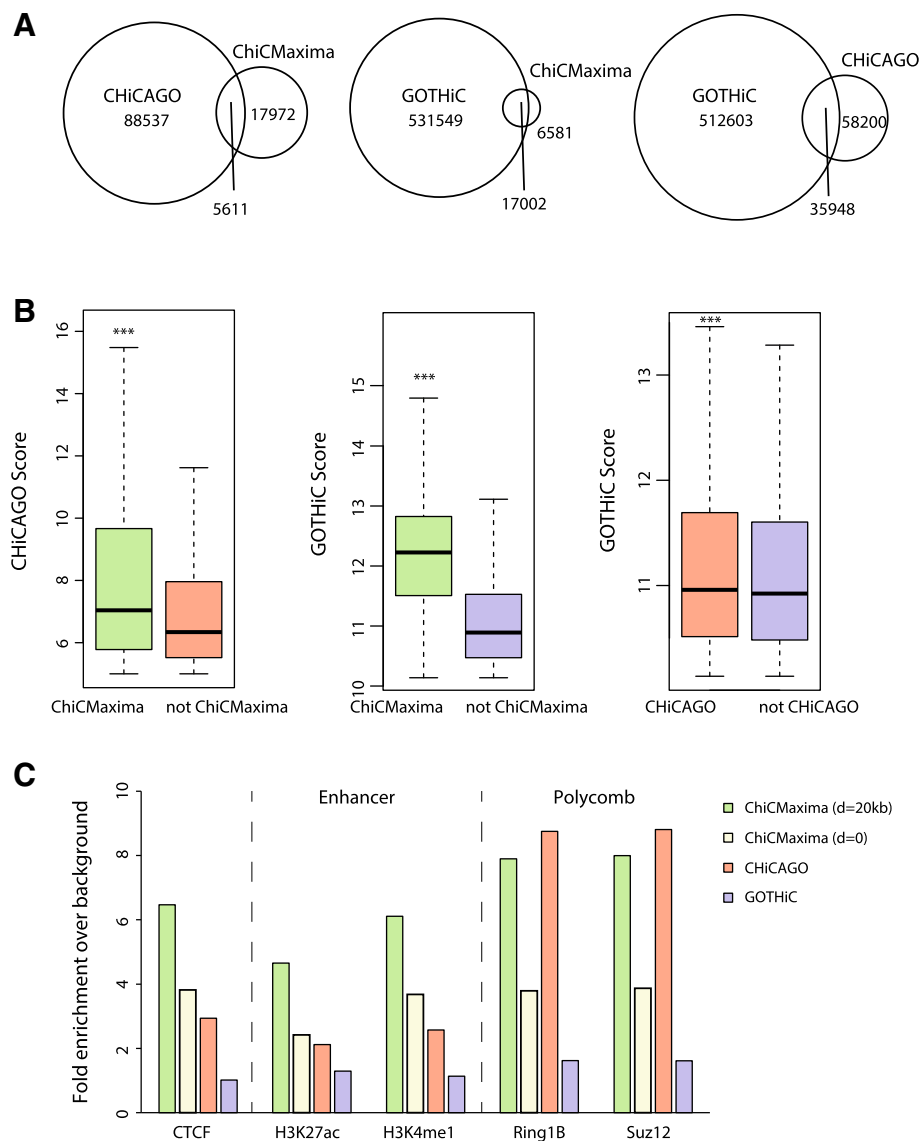 A
CHiCAGO
88537
ChiCMaxima
17972
5611
GOTHiC
531549
ChiCMaxima
6581
17002
GOTHiC
512603
CHiCAGO
58200
35948
B
CHiCAGO Score
16
14
12
10
8
6
***
ChiCMaxima
not ChiCMaxima
GOTHiC Score
15
14
13
12
11
10
***
ChiCMaxima
not ChiCMaxima
GOTHiC Score
13
12
11
***
CHiCAGO
not CHiCAGO
C
Fold enrichment over background
10
8
6
4
2
0
Enhancer
Polycomb
CTCF
H3K27ac
H3K4me1
Ring1B
Suz12
ChiCMaxima (d=20kb)
ChiCMaxima (d=0)
CHiCAGO
GOTHiC